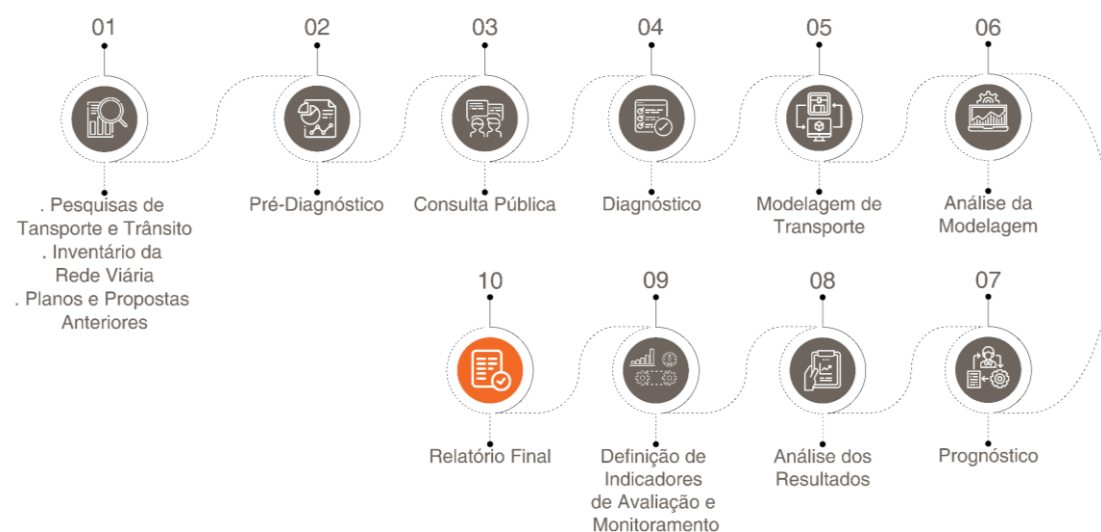 01
. Pesquisas de
Tansporte e Trânsito
. Inventário da
Rede Viária
. Planos e Propostas
Anteriores
02
Pré-Diagnóstico
03
Consulta Pública
04
Diagnóstico
05
Modelagem de
Transporte
06
Análise da
Modelagem
10
Relatório Final
09
Definição de
Indicadores
de Avaliação e
Monitoramento
08
Análise dos
Resultados
07
Prognóstico